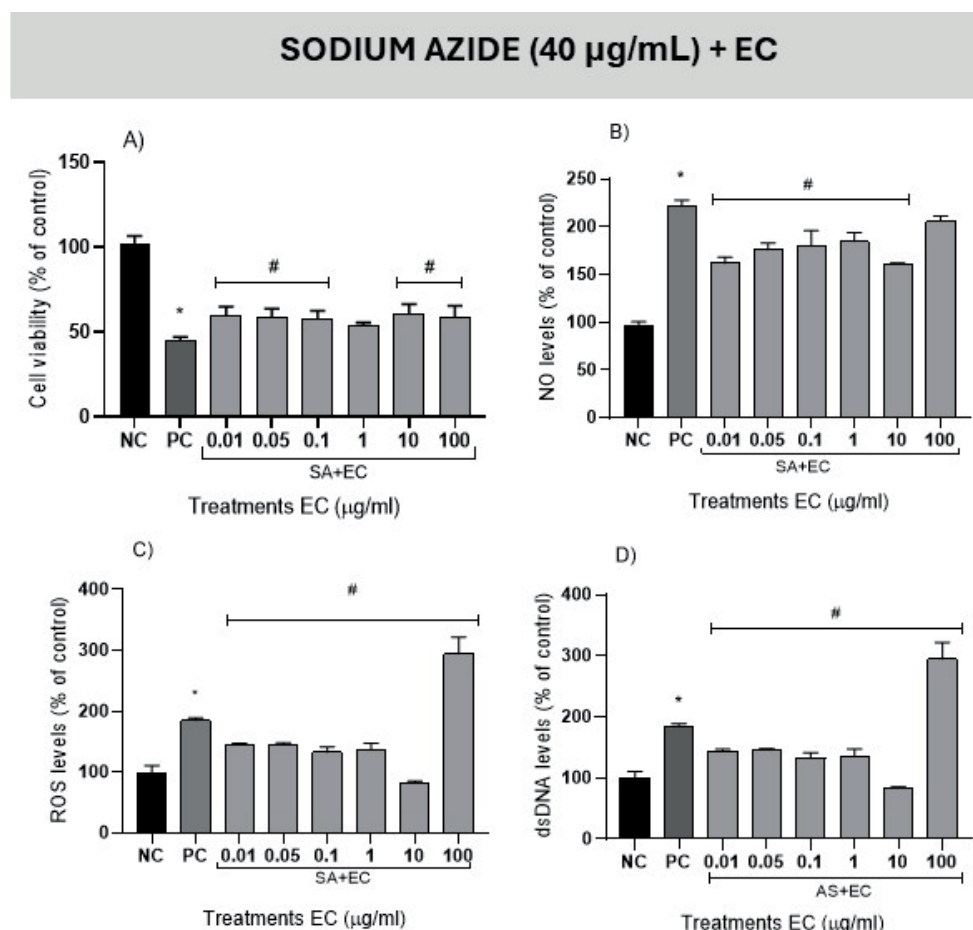 SODIUM AZIDE (40 µg/mL) + EC
A)
Cell viability (% of control)
150
100
50
0
*
#
#
NC PC 0.01 0.05 0.1 1 10 100
SA+EC
Treatments EC (µg/ml)
B)
NO levels (% of control)
250
200
150
100
50
0
*
#
NC PC 0.01 0.05 0.1 1 10 100
SA+EC
Treatments EC (µg/ml)
C)
ROS levels (% of control)
400
300
200
100
0
*
#
NC PC 0.01 0.05 0.1 1 10 100
SA+EC
Treatments EC (µg/ml)
D)
dsDNA levels (% of control)
400
300
200
100
0
*
#
NC PC 0.01 0.05 0.1 1 10 100
AS+EC
Treatments EC (µg/ml)